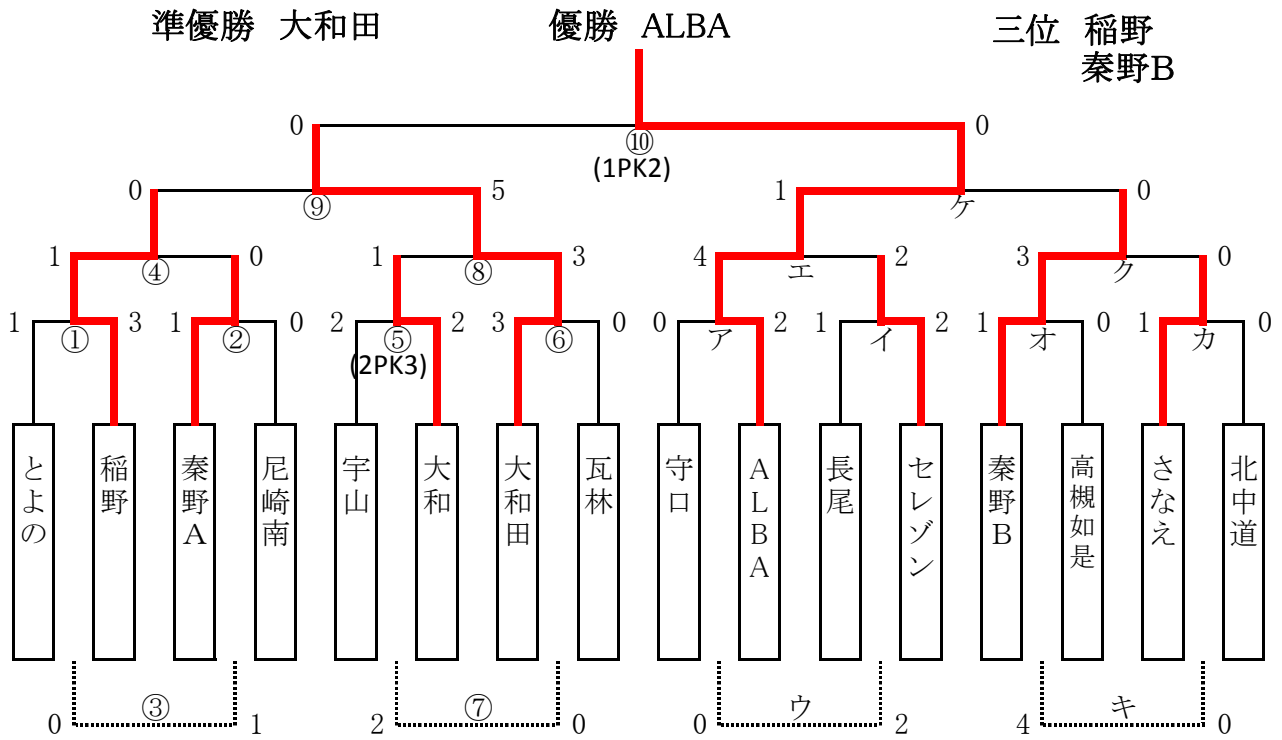 準優勝 大和田 優勝 ALBA 三位 稲野
秦野B
0 0
⑩
(1PK2)
0 5 1 0
⑨ ケ
1 0 1 3 4 2 3 0
④ ⑧ エ ク
1 3 1 0 2 2 3 0 0 2 1 2 1 0 1 0
① ② ⑤ ⑥ ア イ オ カ
(2PK3)
とよの
稲野
秦野A
尼崎南
宇山
大和
大和田
瓦林
守口
ALBA
長尾
セレゾン
秦野B
高槻如是
さなえ
北中道
③ ⑦ ウ キ
0 1 2 0 0 2 4 0